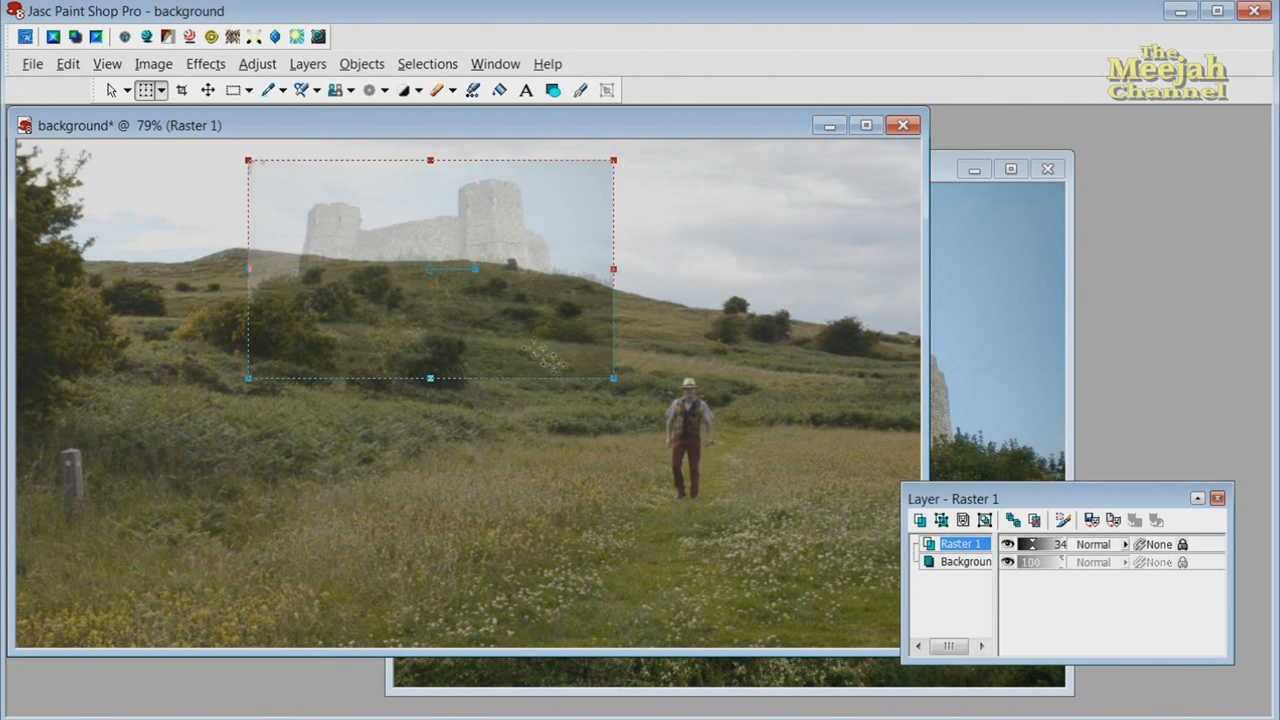 Jasc Paint Shop Pro - background
File Edit View Image Effects Adjust Layers Objects Selections Window Help
The
Meejah
Channel
A
background* @ 79% (Raster 1)
Layer - Raster 1
Raster 1 34 Normal None
Backgroun 100 Normal None